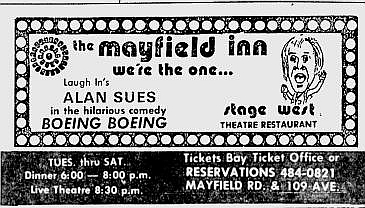 the mayfield inn
we're the one...
Laugh In's
ALAN SUES
in the hilarious comedy
BOEING BOEING
stage west
THEATRE RESTAURANT
TUES. thru SAT.
Dinner 6:00 — 8:00 p.m.
Live Theatre 8:30 p.m.
Tickets Bay Ticket Office or
RESERVATIONS 484-0821
MAYFIELD RD. & 109 AVE.